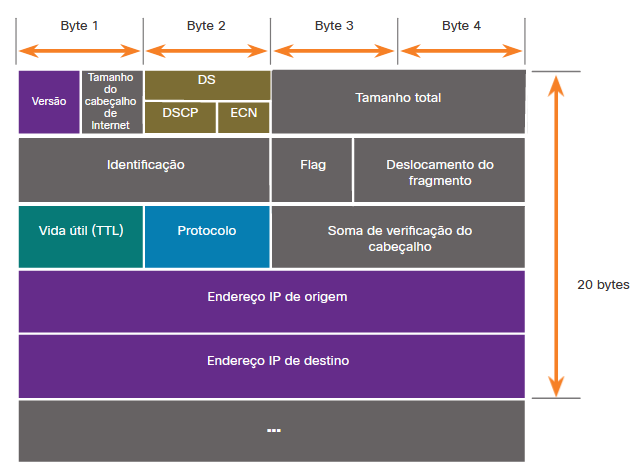 Byte 1
Byte 2
Byte 3
Byte 4
Versão
Tamanho
do
cabeçalho
de
Internet
DS
DSCP
ECN
Tamanho total
Identificação
Flag
Deslocamento do
fragmento
Vida útil (TTL)
Protocolo
Soma de verificação do
cabeçalho
Endereço IP de origem
20 bytes
Endereço IP de destino
...